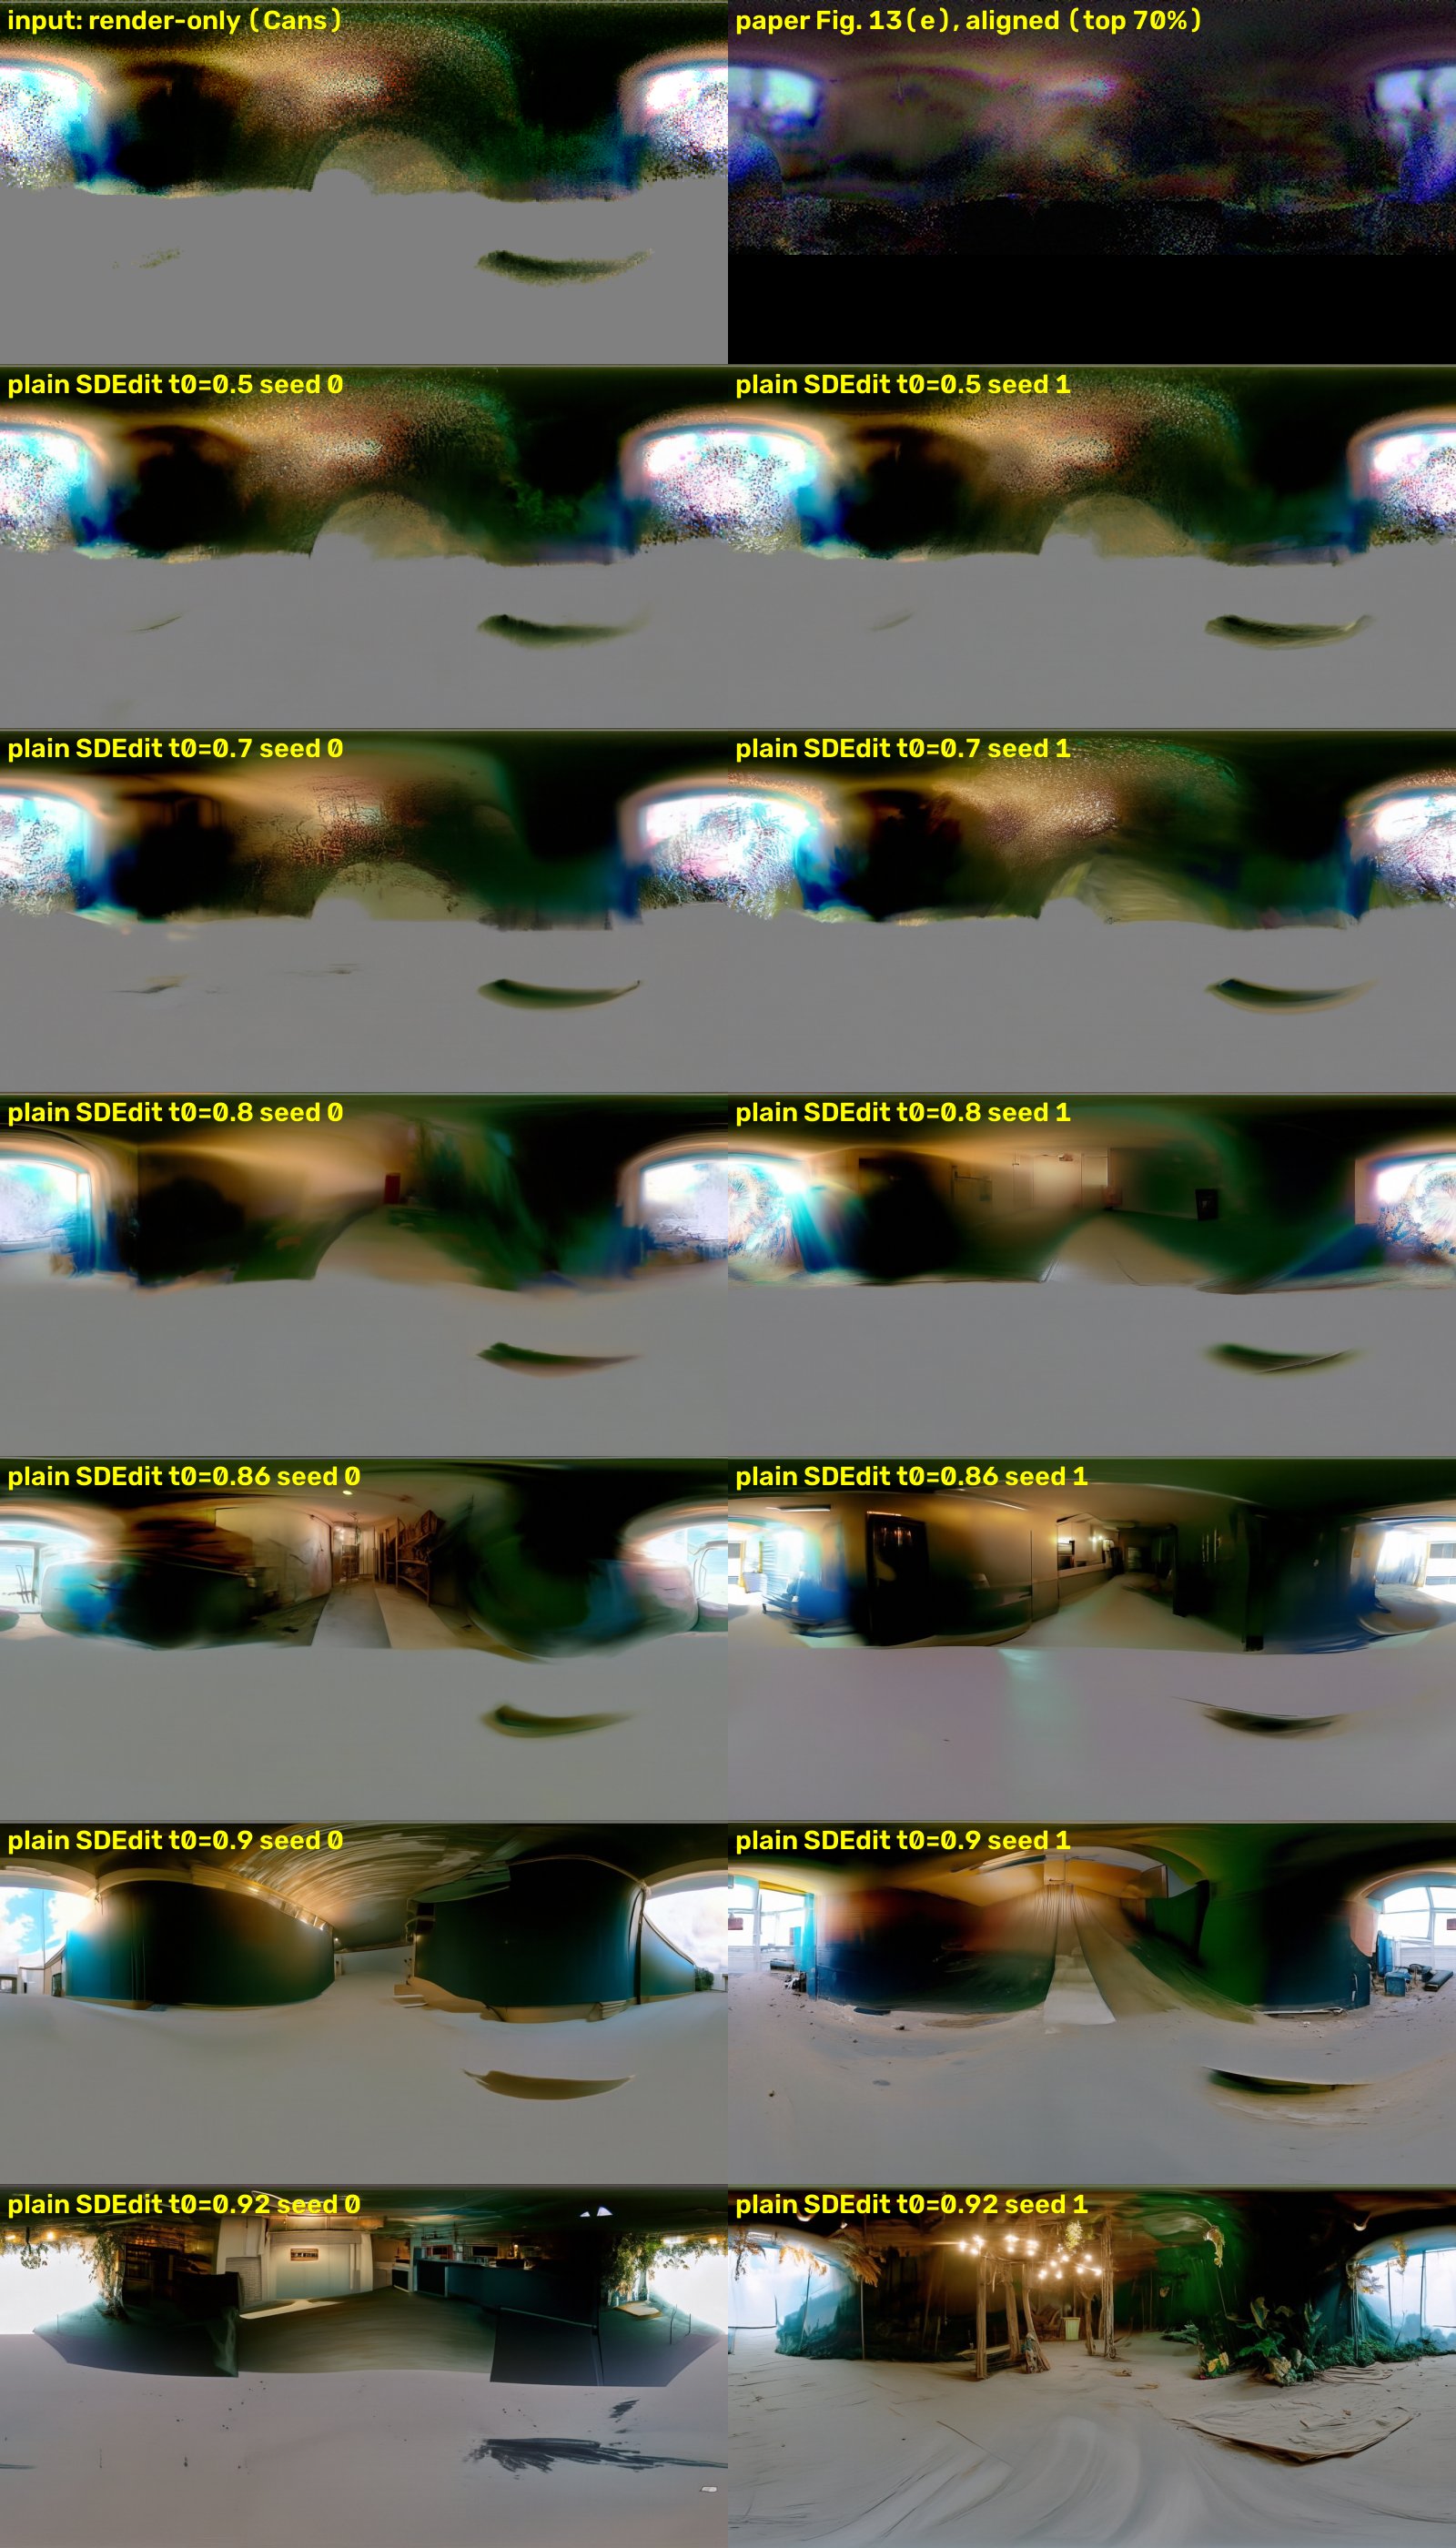 input: render-only (Cans)
paper Fig. 13(e), aligned (top 70%)
plain SDEdit t0=0.5 seed 0
plain SDEdit t0=0.5 seed 1
plain SDEdit t0=0.7 seed 0
plain SDEdit t0=0.7 seed 1
plain SDEdit t0=0.8 seed 0
plain SDEdit t0=0.8 seed 1
plain SDEdit t0=0.86 seed 0
plain SDEdit t0=0.86 seed 1
plain SDEdit t0=0.9 seed 0
plain SDEdit t0=0.9 seed 1
plain SDEdit t0=0.92 seed 0
plain SDEdit t0=0.92 seed 1